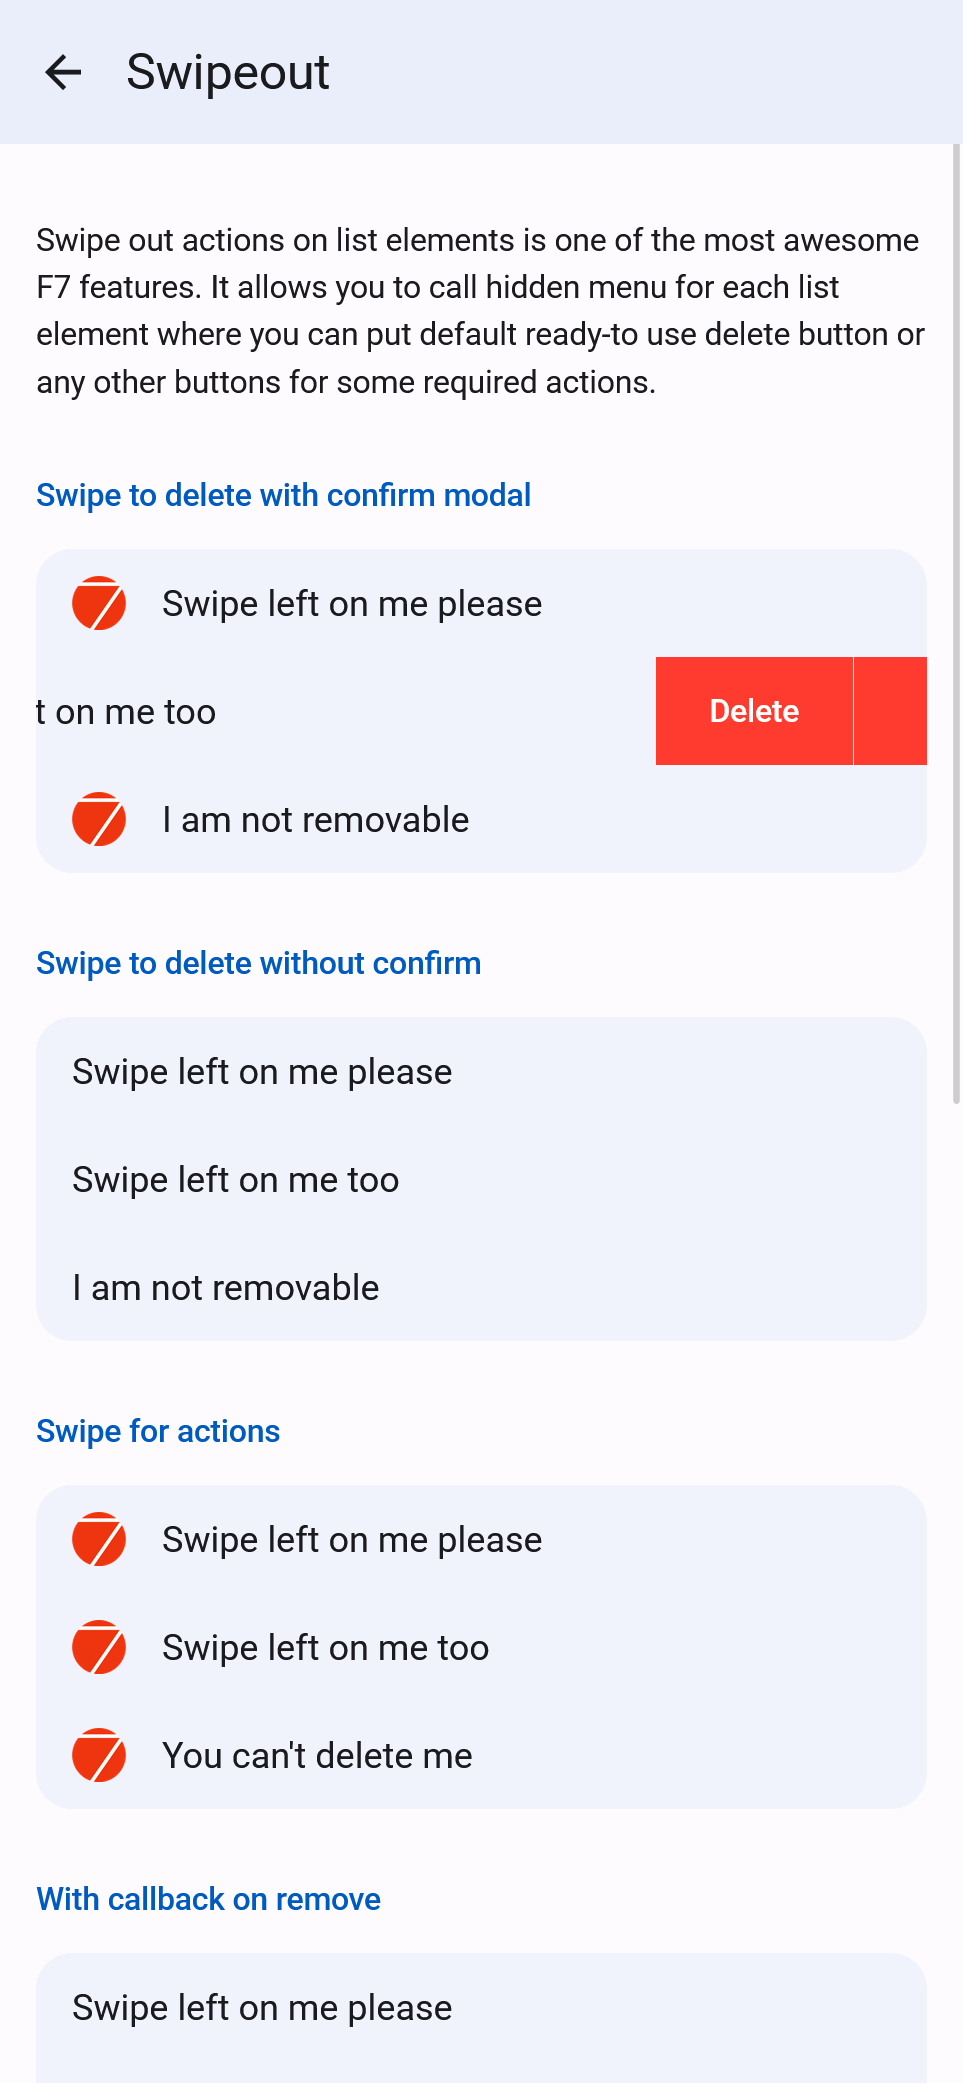 Swipeout
Swipe out actions on list elements is one of the most awesome
F7 features. It allows you to call hidden menu for each list
element where you can put default ready-to use delete button or
any other buttons for some required actions.
Swipe to delete with confirm modal
Swipe left on me please
t on me too
Delete
I am not removable
Swipe to delete without confirm
Swipe left on me please
Swipe left on me too
I am not removable
Swipe for actions
Swipe left on me please
Swipe left on me too
You can't delete me
With callback on remove
Swipe left on me please